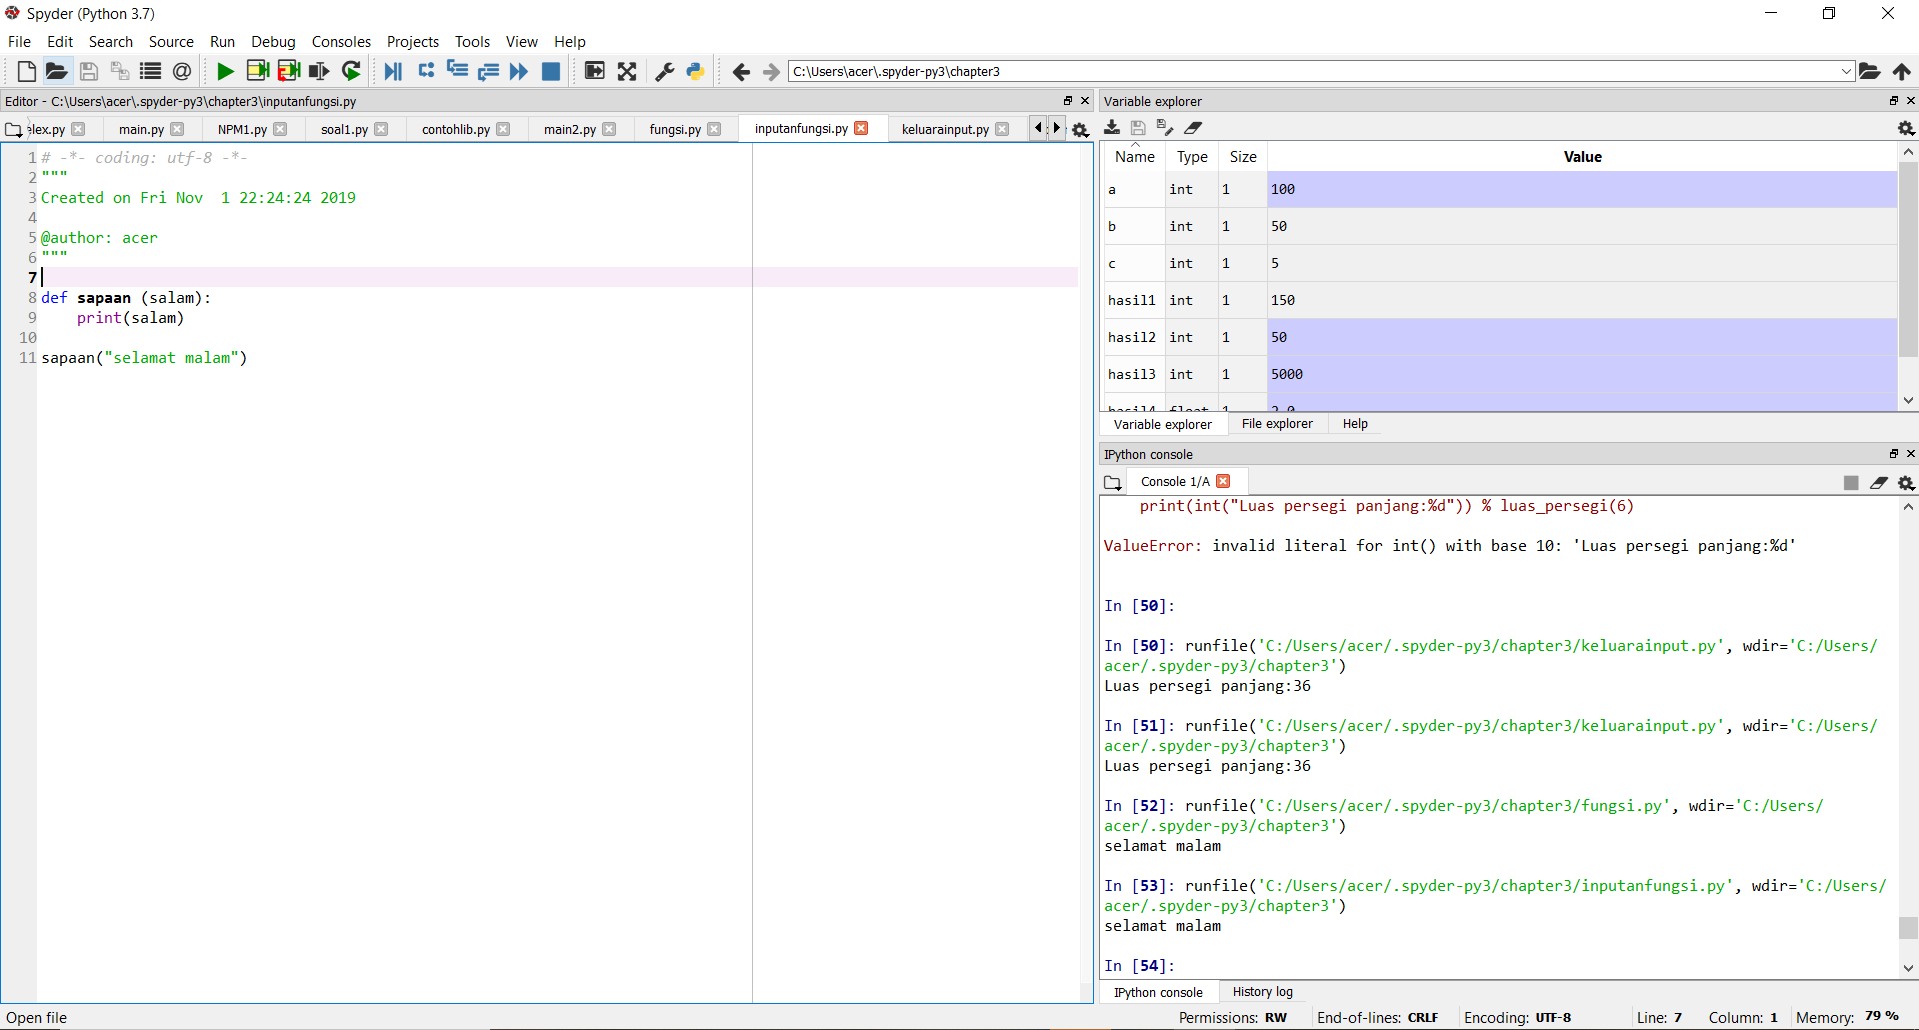 Spyder (Python 3.7)
File Edit Search Source Run Debug Consoles Projects Tools View Help
C:\Users\acer\.spyder-py3\chapter3
Editor - C:\Users\acer\.spyder-py3\chapter3\inputanfungsi.py
elex.py main.py NPM1.py soal1.py contohlib.py main2.py fungsi.py inputanfungsi.py keluarainput.py
1 # -*- coding: utf-8 -*-
2 """
3 Created on Fri Nov  1 22:24:24 2019
4
5 @author: acer
6 """
7
8 def sapaan (salam):
9     print(salam)
10
11 sapaan("selamat malam")
Variable explorer
Name Type Size Value
a int 1 100
b int 1 50
c int 1 5
hasil1 int 1 150
hasil2 int 1 50
hasil3 int 1 5000
hasil4 float 1 2.0
Variable explorer File explorer Help
IPython console
Console 1/A
print(int("Luas persegi panjang:%d")) % luas_persegi(6)
ValueError: invalid literal for int() with base 10: 'Luas persegi panjang:%d'
In [50]:
In [50]: runfile('C:/Users/acer/.spyder-py3/chapter3/keluarainput.py', wdir='C:/Users/
acer/.spyder-py3/chapter3')
Luas persegi panjang:36
In [51]: runfile('C:/Users/acer/.spyder-py3/chapter3/keluarainput.py', wdir='C:/Users/
acer/.spyder-py3/chapter3')
Luas persegi panjang:36
In [52]: runfile('C:/Users/acer/.spyder-py3/chapter3/fungsi.py', wdir='C:/Users/
acer/.spyder-py3/chapter3')
selamat malam
In [53]: runfile('C:/Users/acer/.spyder-py3/chapter3/inputanfungsi.py', wdir='C:/Users/
acer/.spyder-py3/chapter3')
selamat malam
In [54]:
IPython console History log
Open file Permissions: RW End-of-lines: CRLF Encoding: UTF-8 Line: 7 Column: 1 Memory: 79 %